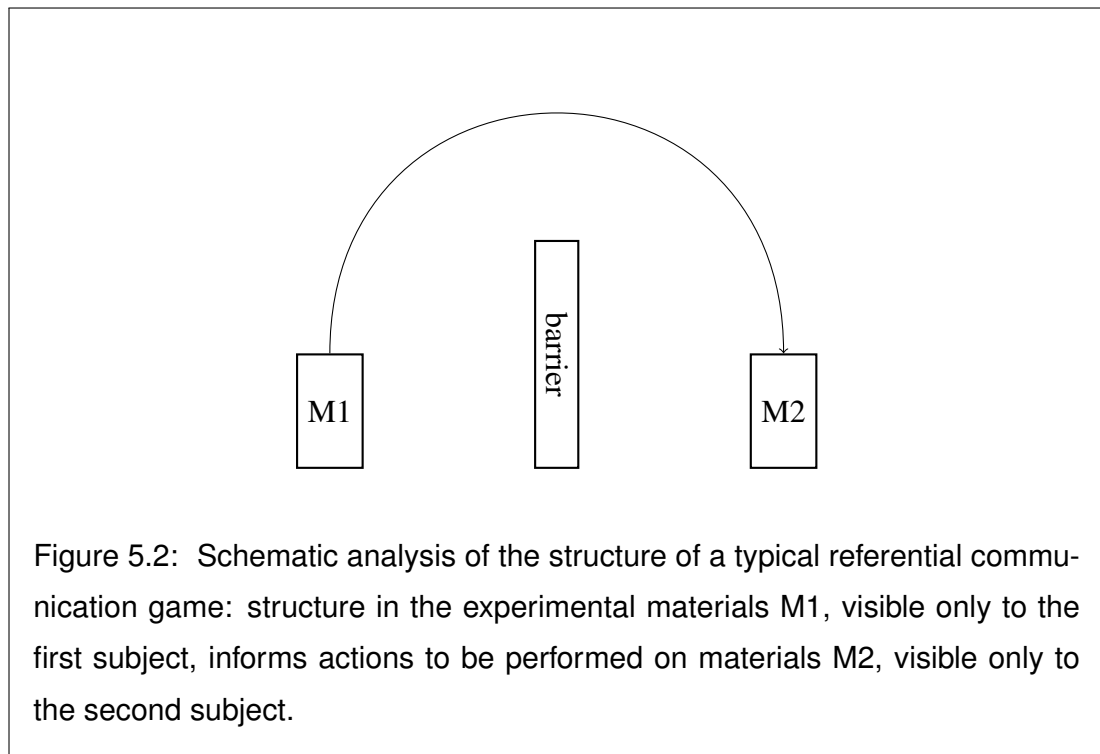 barrier
M1
M2
Figure 5.2: Schematic analysis of the structure of a typical referential commu-
nication game: structure in the experimental materials M1, visible only to the
first subject, informs actions to be performed on materials M2, visible only to
the second subject.